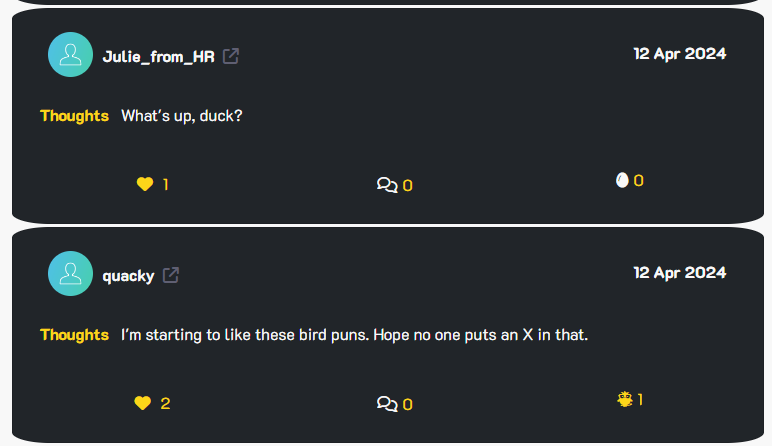 Julie_from_HR 12 Apr 2024
Thoughts What's up, duck?
1 0 0
quacky 12 Apr 2024
Thoughts I'm starting to like these bird puns. Hope no one puts an X in that.
2 0 1